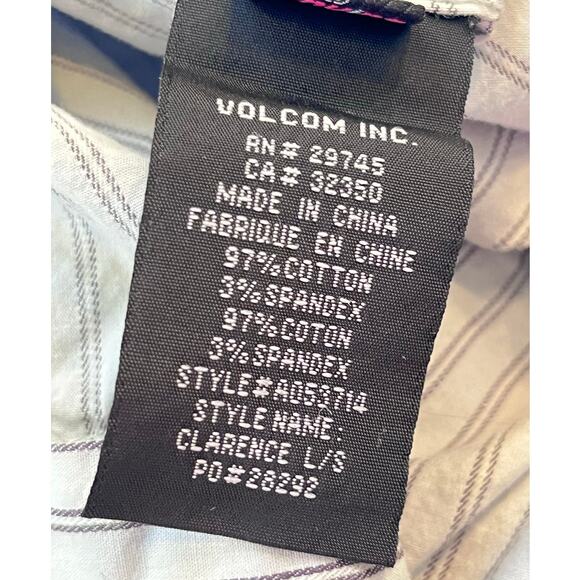 VOLCOM INC.
RN# 29745
CA# 32350
MADE IN CHINA
FABRIQUE EN CHINE
97%COTTON
3%SPANDEX
97%COTON
3%SPANDEX
STYLE#A053714
STYLE NAME:
CLARENCE L/S
PO#28292